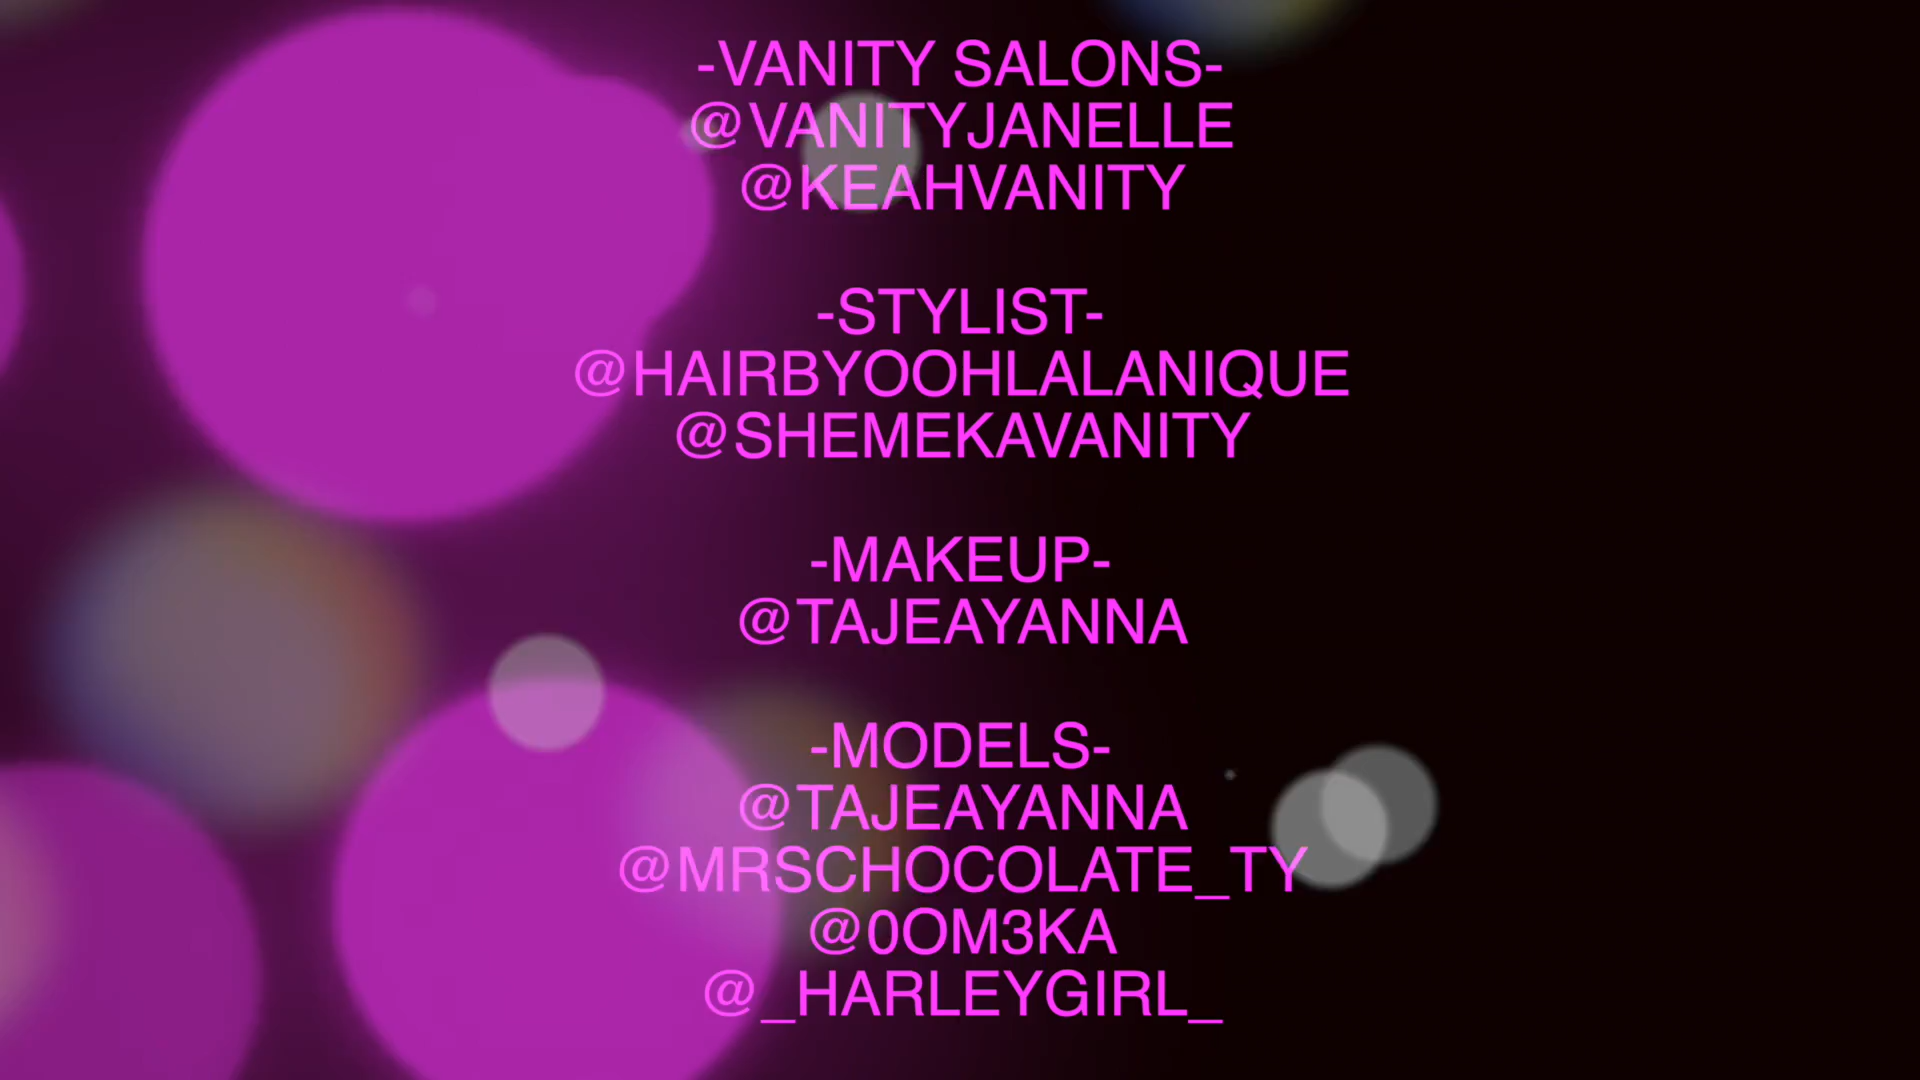 -VANITY SALONS-
@VANITYJANELLE
@KEAHVANITY
-STYLIST-
@HAIRBYOOHLALANIQUE
@SHEMEKAVANITY
-MAKEUP-
@TAJEAYANNA
-MODELS-
@TAJEAYANNA
@MRSCHOCOLATE_TY
@0OM3KA
@_HARLEYGIRL_